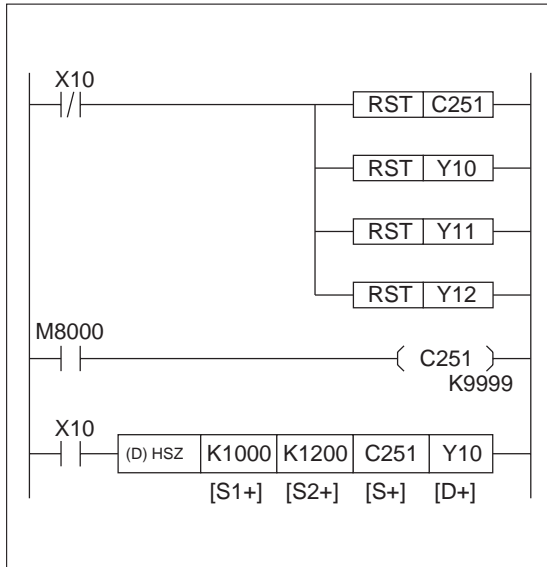 X10
RST C251
RST Y10
RST Y11
RST Y12
M8000
C251
K9999
X10
(D) HSZ K1000 K1200 C251 Y10
[S1+] [S2+] [S+] [D+]